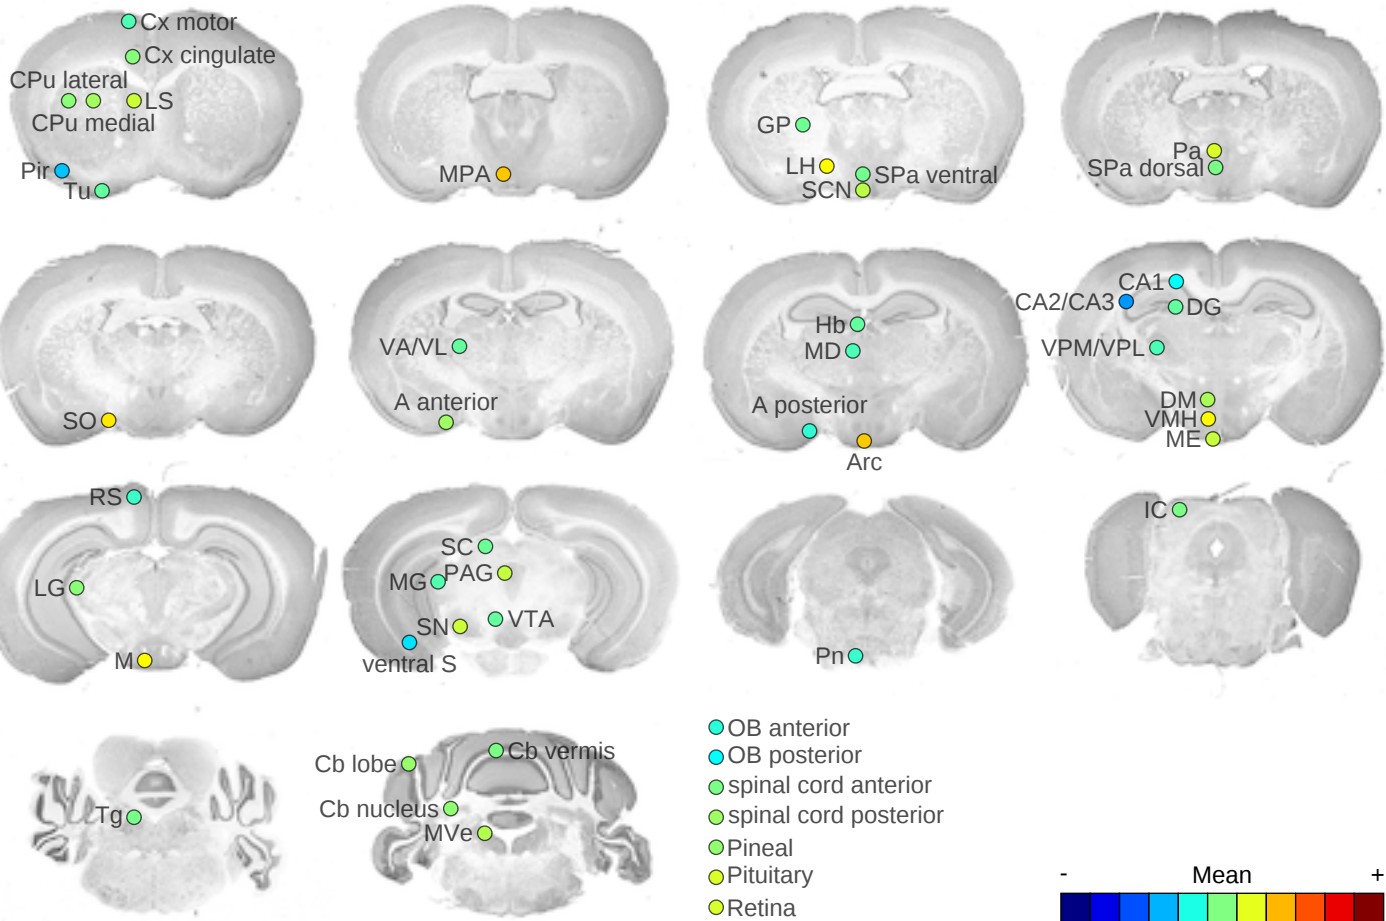 Cx motor
Cx cingulate
CPu lateral
LS
CPu medial
Pir
Tu
MPA
GP
LH
SPa ventral
SCN
Pa
SPa dorsal
SO
VA/VL
A anterior
Hb
MD
A posterior
Arc
CA1
CA2/CA3
DG
VPM/VPL
DM
VMH
ME
RS
LG
M
SC
MG
PAG
SN
VTA
ventral S
Pn
IC
Tg
Cb lobe
Cb vermis
Cb nucleus
MVe
OB anterior
OB posterior
spinal cord anterior
spinal cord posterior
Pineal
Pituitary
Retina
- Mean +